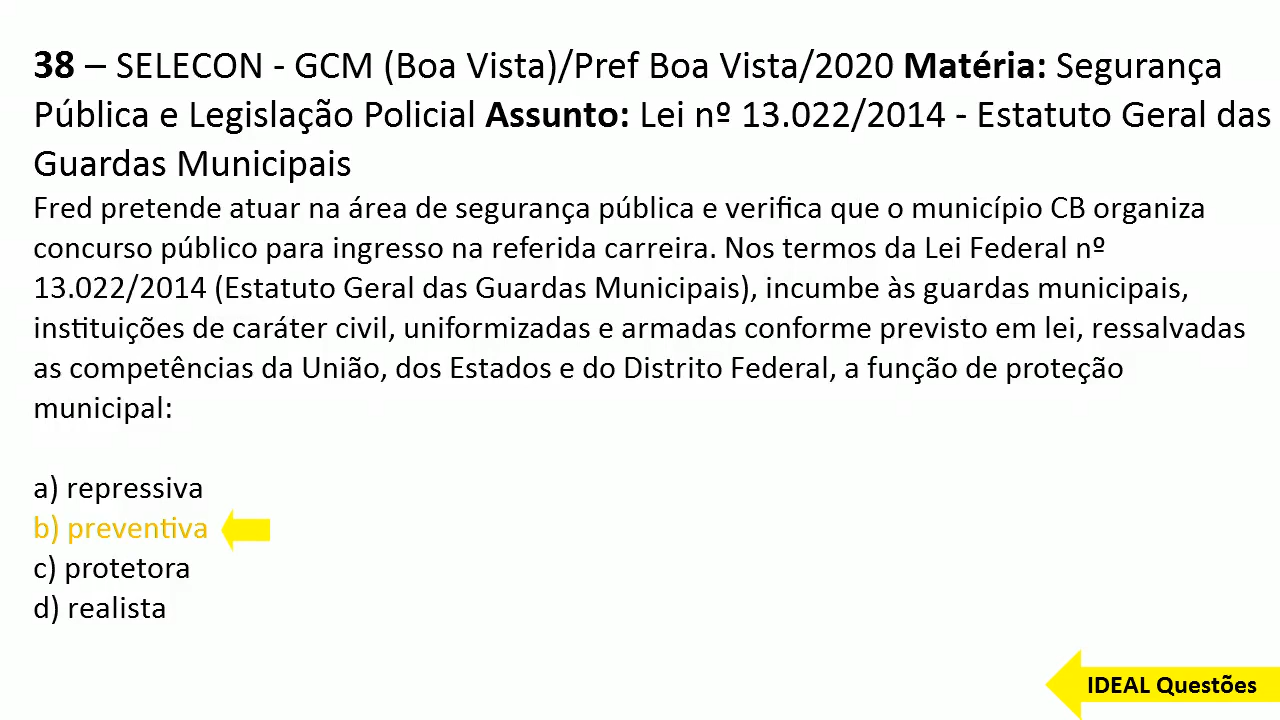 38 – SELECON - GCM (Boa Vista)/Pref Boa Vista/2020 Matéria: Segurança
Pública e Legislação Policial Assunto: Lei nº 13.022/2014 - Estatuto Geral das
Guardas Municipais
Fred pretende atuar na área de segurança pública e verifica que o município CB organiza
concurso público para ingresso na referida carreira. Nos termos da Lei Federal nº
13.022/2014 (Estatuto Geral das Guardas Municipais), incumbe às guardas municipais,
instituições de caráter civil, uniformizadas e armadas conforme previsto em lei, ressalvadas
as competências da União, dos Estados e do Distrito Federal, a função de proteção
municipal:
a) repressiva
b) preventiva
c) protetora
d) realista
IDEAL Questões